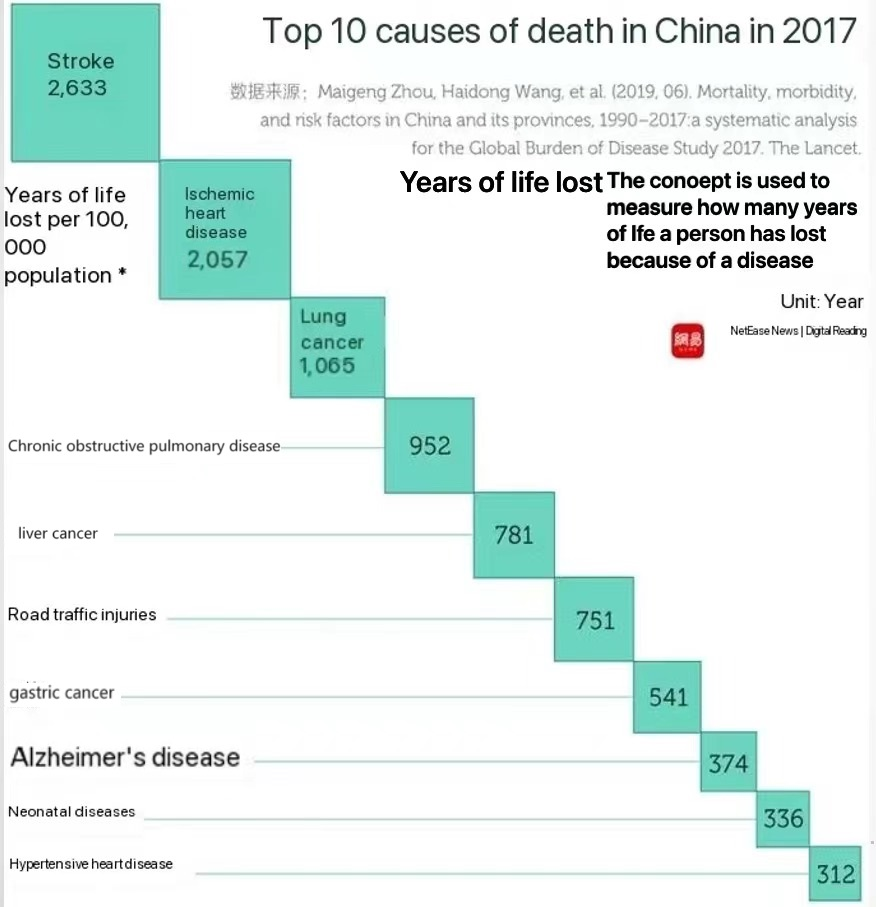 Top 10 causes of death in China in 2017
数据来源：Maigeng Zhou, Haidong Wang, et al. (2019, 06). Mortality, morbidity,
and risk factors in China and its provinces, 1990–2017:a systematic analysis
for the Global Burden of Disease Study 2017. The Lancet.
Stroke
2,633
Years of life
lost per 100,
000
population *
Years of life lost
The conoept is used to
measure how many years
of lfe a person has lost
because of a disease
Unit: Year
網易
NEWS
NetEase News | Digital Reading
Ischemic
heart
disease
2,057
Lung
cancer
1,065
Chronic obstructive pulmonary disease
952
liver cancer
781
Road traffic injuries
751
gastric cancer
541
Alzheimer's disease
374
Neonatal diseases
336
Hypertensive heart disease
312